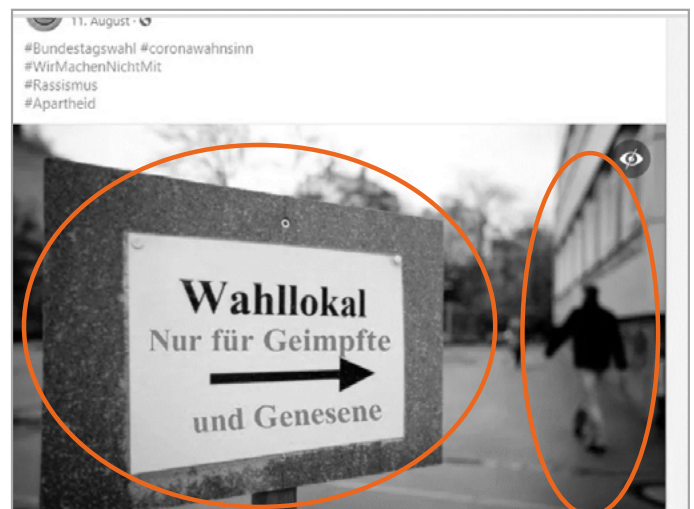 11. August ·
#Bundestagswahl #coronawahnsinn
#WirMachenNichtMit
#Rassismus
#Apartheid
Wahllokal
Nur für Geimpfte
und Genesene